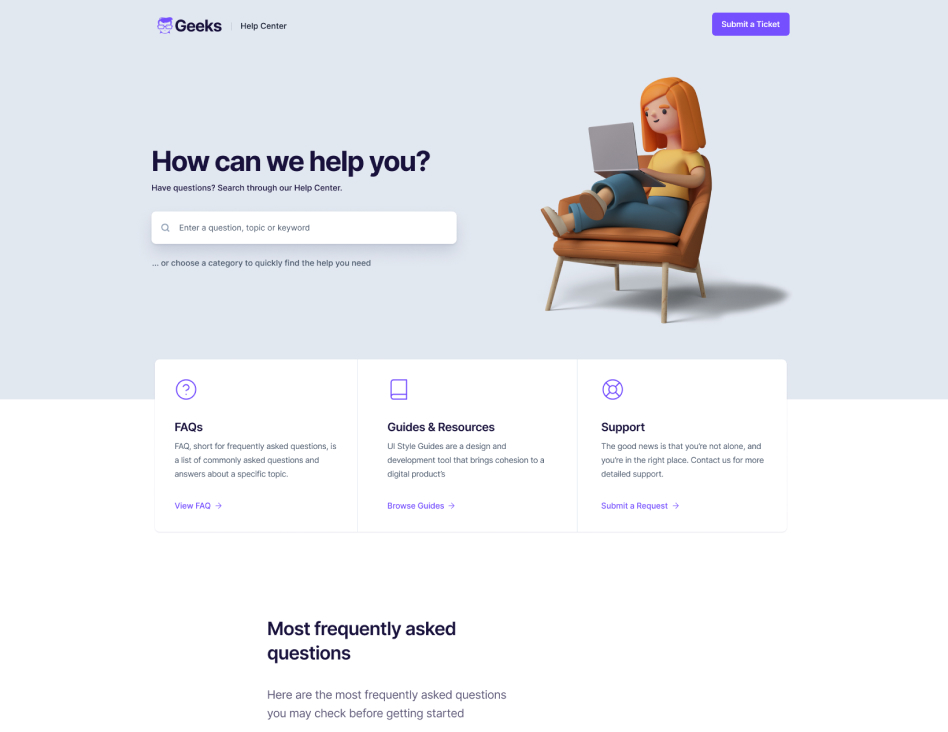 Geeks
Help Center
Submit a Ticket
How can we help you?
Have questions? Search through our Help Center.
Enter a question, topic or keyword
... or choose a category to quickly find the help you need
FAQs
FAQ, short for frequently asked questions, is
a list of commonly asked questions and
answers about a specific topic.
View FAQ
Guides & Resources
UI Style Guides are a design and
development tool that brings cohesion to a
digital product's
Browse Guides
Support
The good news is that you're not alone, and
you're in the right place. Contact us for more
detailed support.
Submit a Request
Most frequently asked
questions
Here are the most frequently asked questions
you may check before getting started